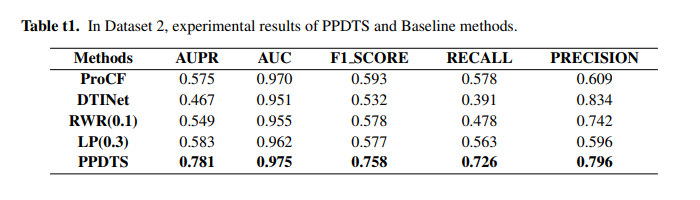 Table t1. In Dataset 2, experimental results of PPDTS and Baseline methods.
Methods AUPR AUC F1_SCORE RECALL PRECISION
ProCF 0.575 0.970 0.593 0.578 0.609
DTINet 0.467 0.951 0.532 0.391 0.834
RWR(0.1) 0.549 0.955 0.578 0.478 0.742
LP(0.3) 0.583 0.962 0.577 0.563 0.596
PPDTS 0.781 0.975 0.758 0.726 0.796